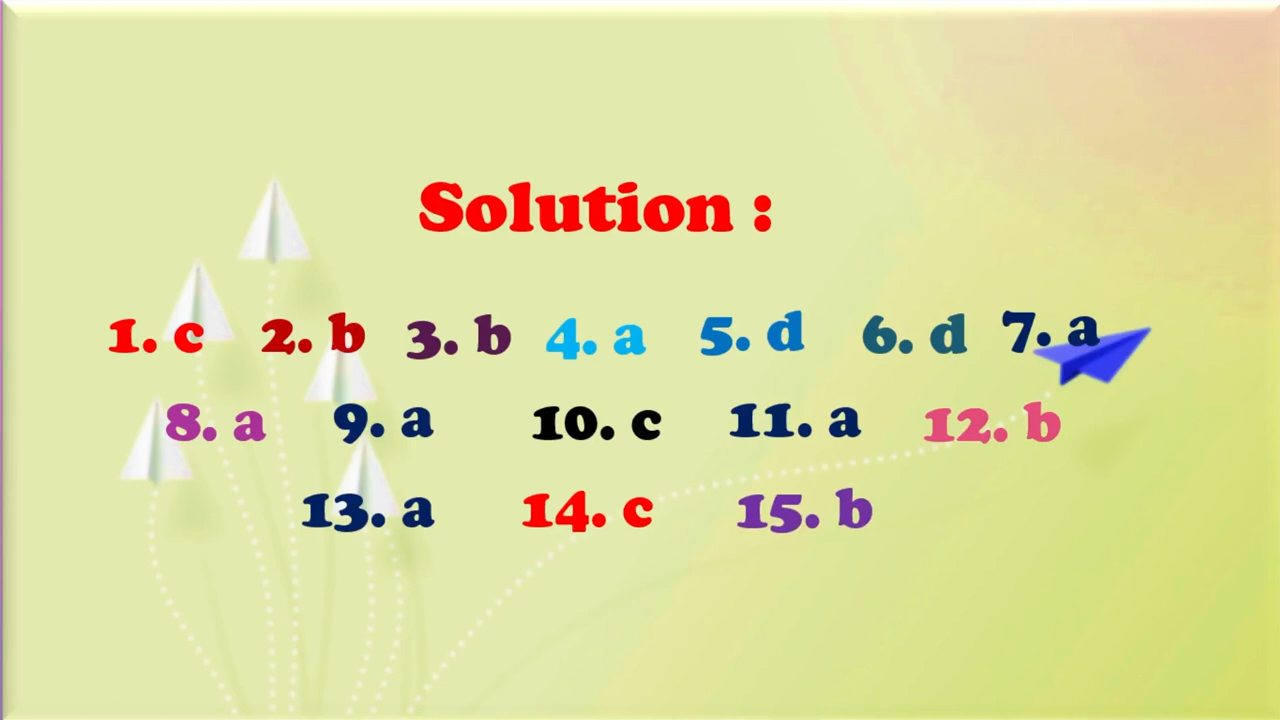 Solution :
1. c 2. b 3. b 4. a 5. d 6. d 7. a
8. a 9. a 10. c 11. a 12. b
13. a 14. c 15. b